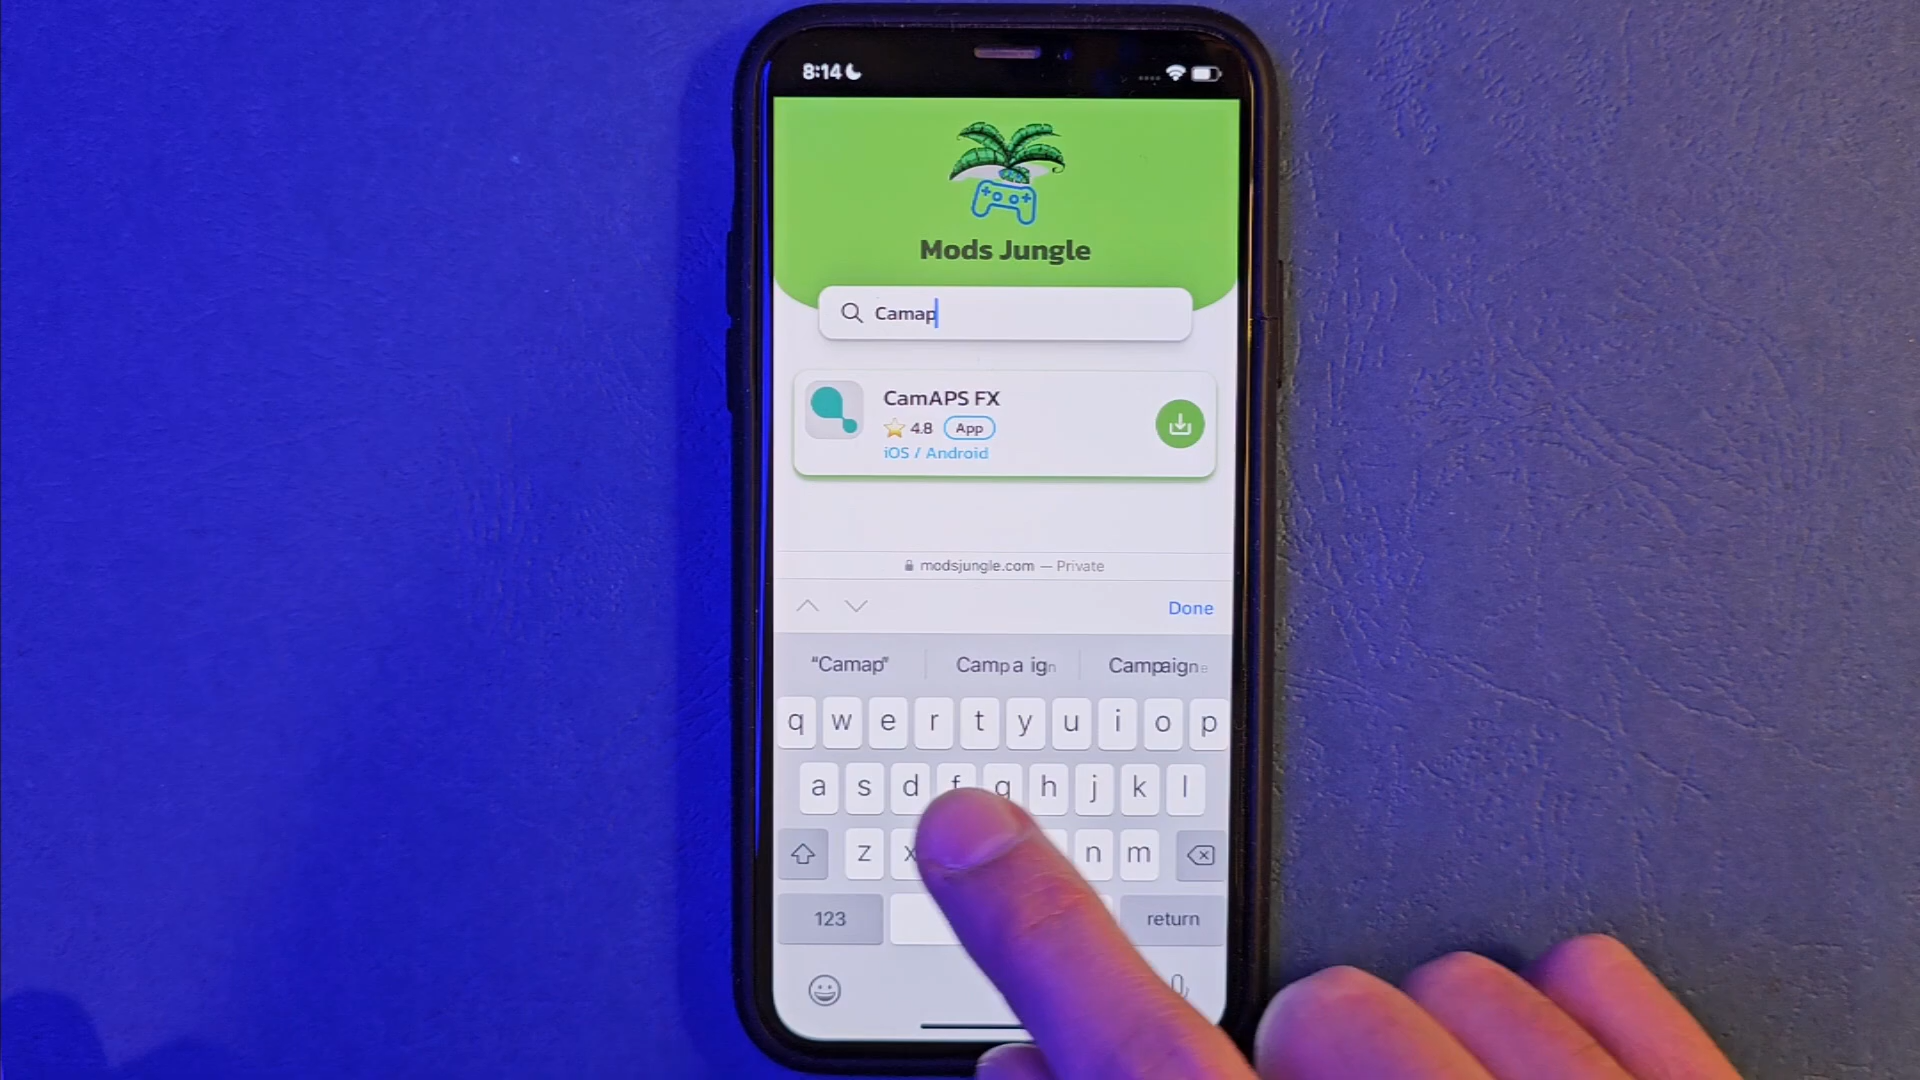 8:14
Mods Jungle
Camap
CamAPS FX
4.8 App
iOS / Android
modsjungle.com — Private
Done
“Camap” Campaign Campaigne
q w e r t y u i o p
a s d f g h j k l
z x n m
123 return